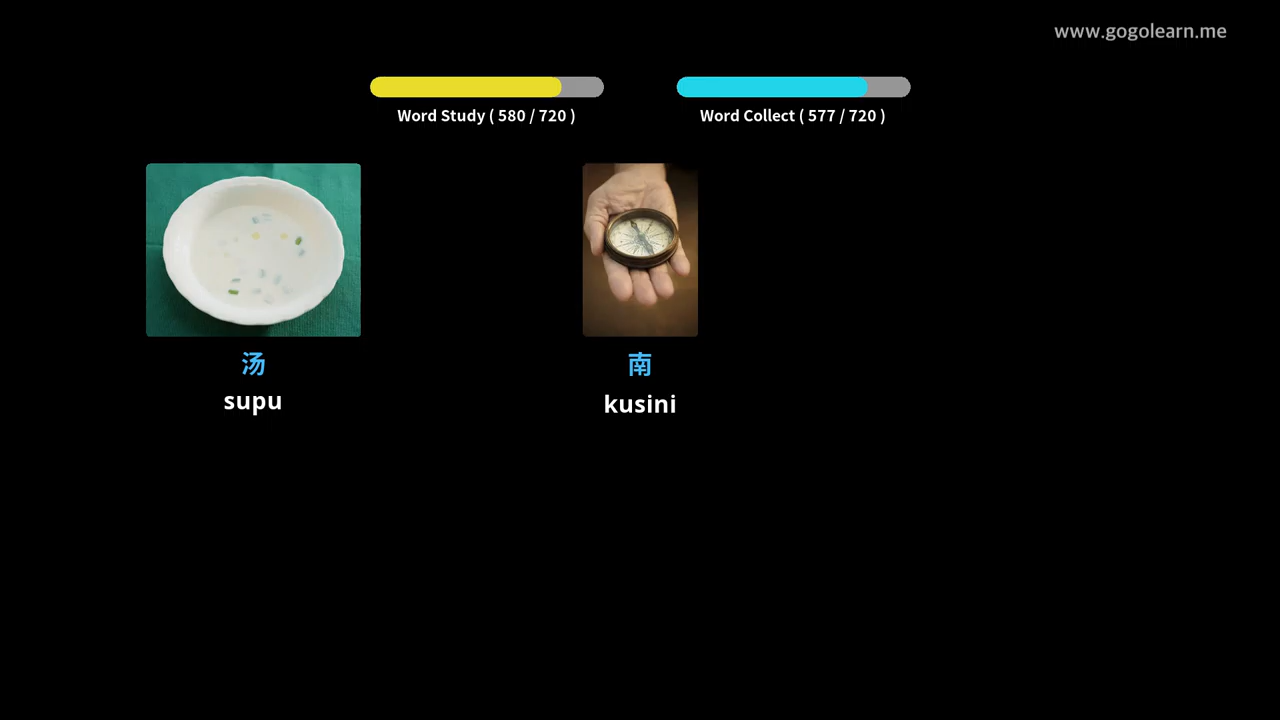 www.gogolearn.me
Word Study ( 580 / 720 )
Word Collect ( 577 / 720 )
汤
supu
南
kusini